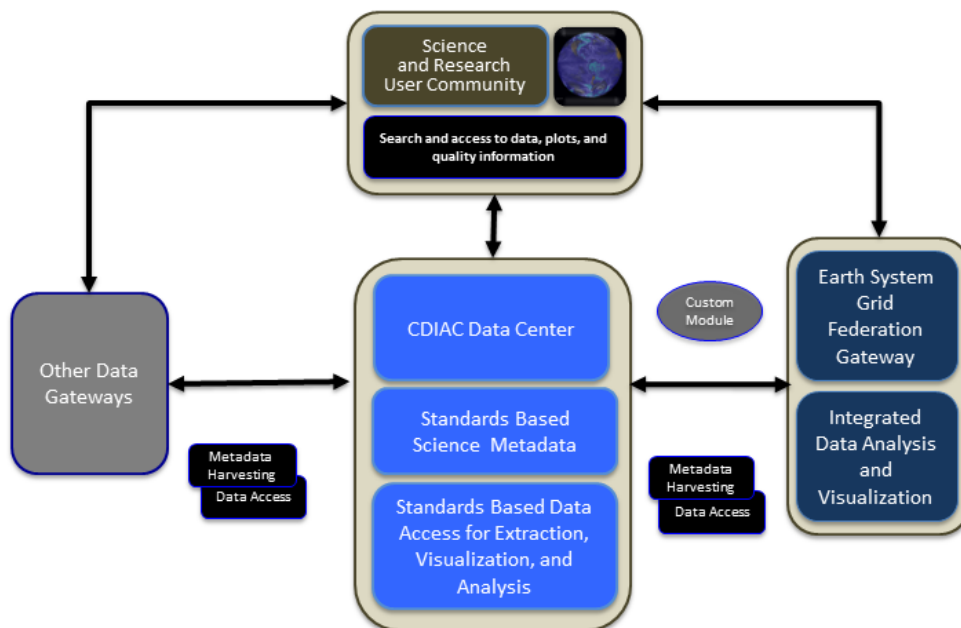 Science
and Research
User Community
Search and access to data, plots, and
quality information
Other Data
Gateways
CDIAC Data Center
Standards Based
Science Metadata
Standards Based Data
Access for Extraction,
Visualization, and
Analysis
Custom
Module
Earth System
Grid
Federation
Gateway
Integrated
Data Analysis
and
Visualization
Metadata
Harvesting
Data Access
Metadata
Harvesting
Data Access